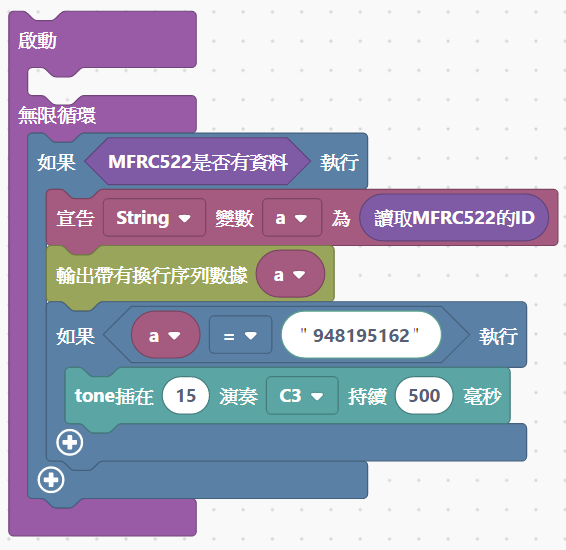 啟動
無限循環
如果 MFRC522是否有資料 執行
宣告 String 變數 a 為 讀取MFRC522的ID
輸出帶有換行序列數據 a
如果 a = "948195162" 執行
tone插在 15 演奏 C3 持續 500 毫秒